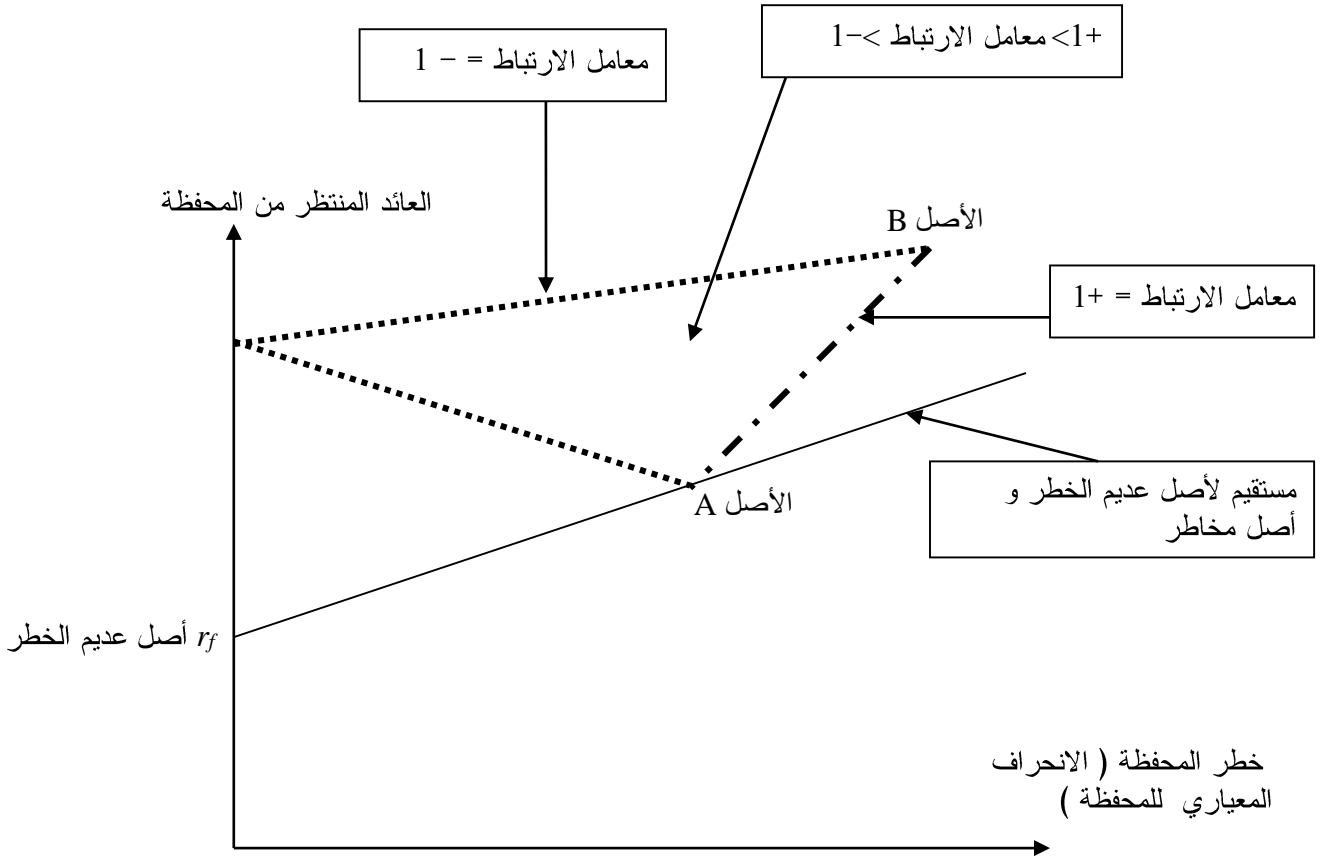 +1> معامل الارتباط >-1
معامل الارتباط = - 1
العائد المنتظر من المحفظة
الأصل B
معامل الارتباط = +1
مستقيم لأصل عديم الخطر و
أصل مخاطر
الأصل A
rf أصل عديم الخطر
خطر المحفظة ( الانحراف
المعياري للمحفظة )